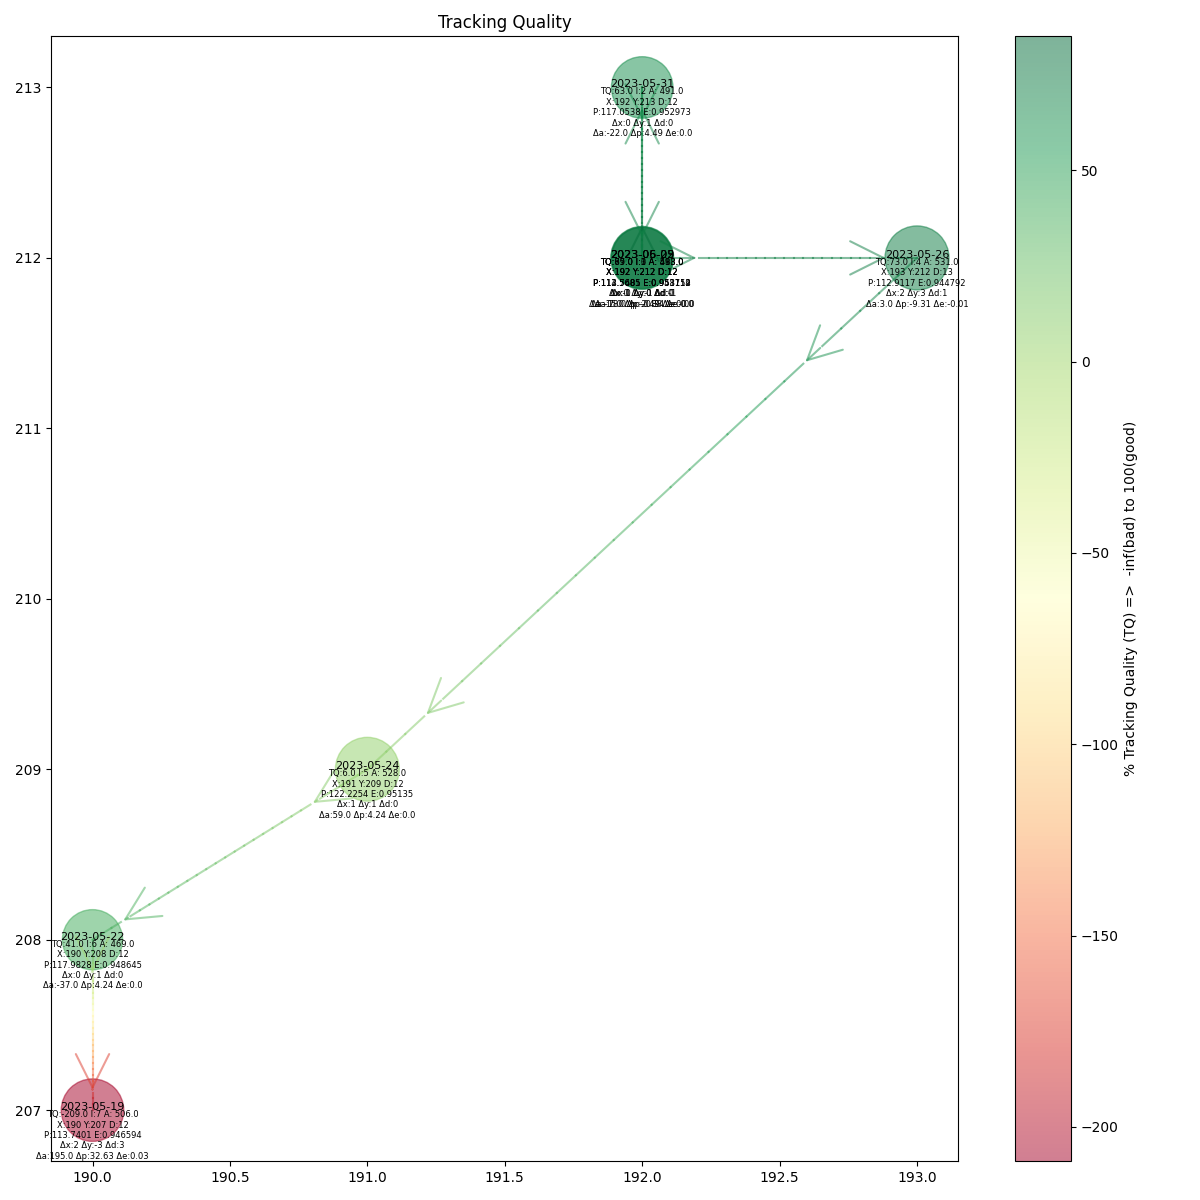 Tracking Quality
213
212
211
210
209
208
207
2023-05-31
TQ:63.0 I:2 A: 491.0
X:192 Y:213 D:12
P:117.0538 E:0.952973
Δx:0 Δy:1 Δd:0
Δa:-22.0 Δp:4.49 Δe:0.0
X:192 Y:212 D:12
2023-05-26
TQ:73.0 I:4 A: 531.0
X:193 Y:212 D:13
P:112.9117 E:0.944792
Δx:2 Δy:3 Δd:1
Δa:3.0 Δp:-9.31 Δe:-0.01
2023-05-24
TQ:6.0 I:5 A: 528.0
X:191 Y:209 D:12
P:122.2254 E:0.95135
Δx:1 Δy:1 Δd:0
Δa:59.0 Δp:4.24 Δe:0.0
2023-05-22
TQ:41.0 I:6 A: 469.0
X:190 Y:208 D:12
P:117.9828 E:0.948645
Δx:0 Δy:1 Δd:0
Δa:-37.0 Δp:4.24 Δe:0.0
2023-05-19
TQ:-209.0 I:7 A: 506.0
X:190 Y:207 D:12
P:113.7401 E:0.946594
Δx:2 Δy:-3 Δd:3
Δa:195.0 Δp:32.63 Δe:0.03
190.0
190.5
191.0
191.5
192.0
192.5
193.0
50
0
−50
−100
−150
−200
% Tracking Quality (TQ) => -inf(bad) to 100(good)